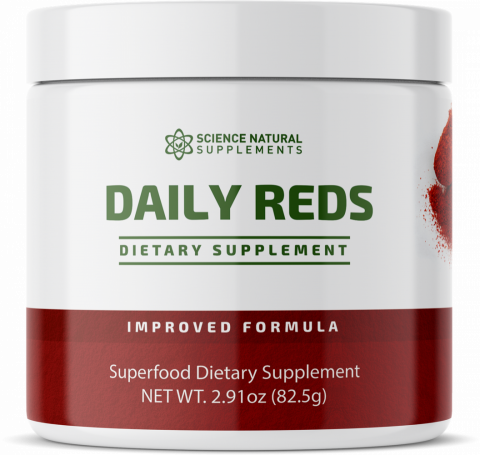 SCIENCE NATURAL
SUPPLEMENTS
DAILY REDS
DIETARY SUPPLEMENT
IMPROVED FORMULA
Superfood Dietary Supplement
NET WT. 2.91oz (82.5g)